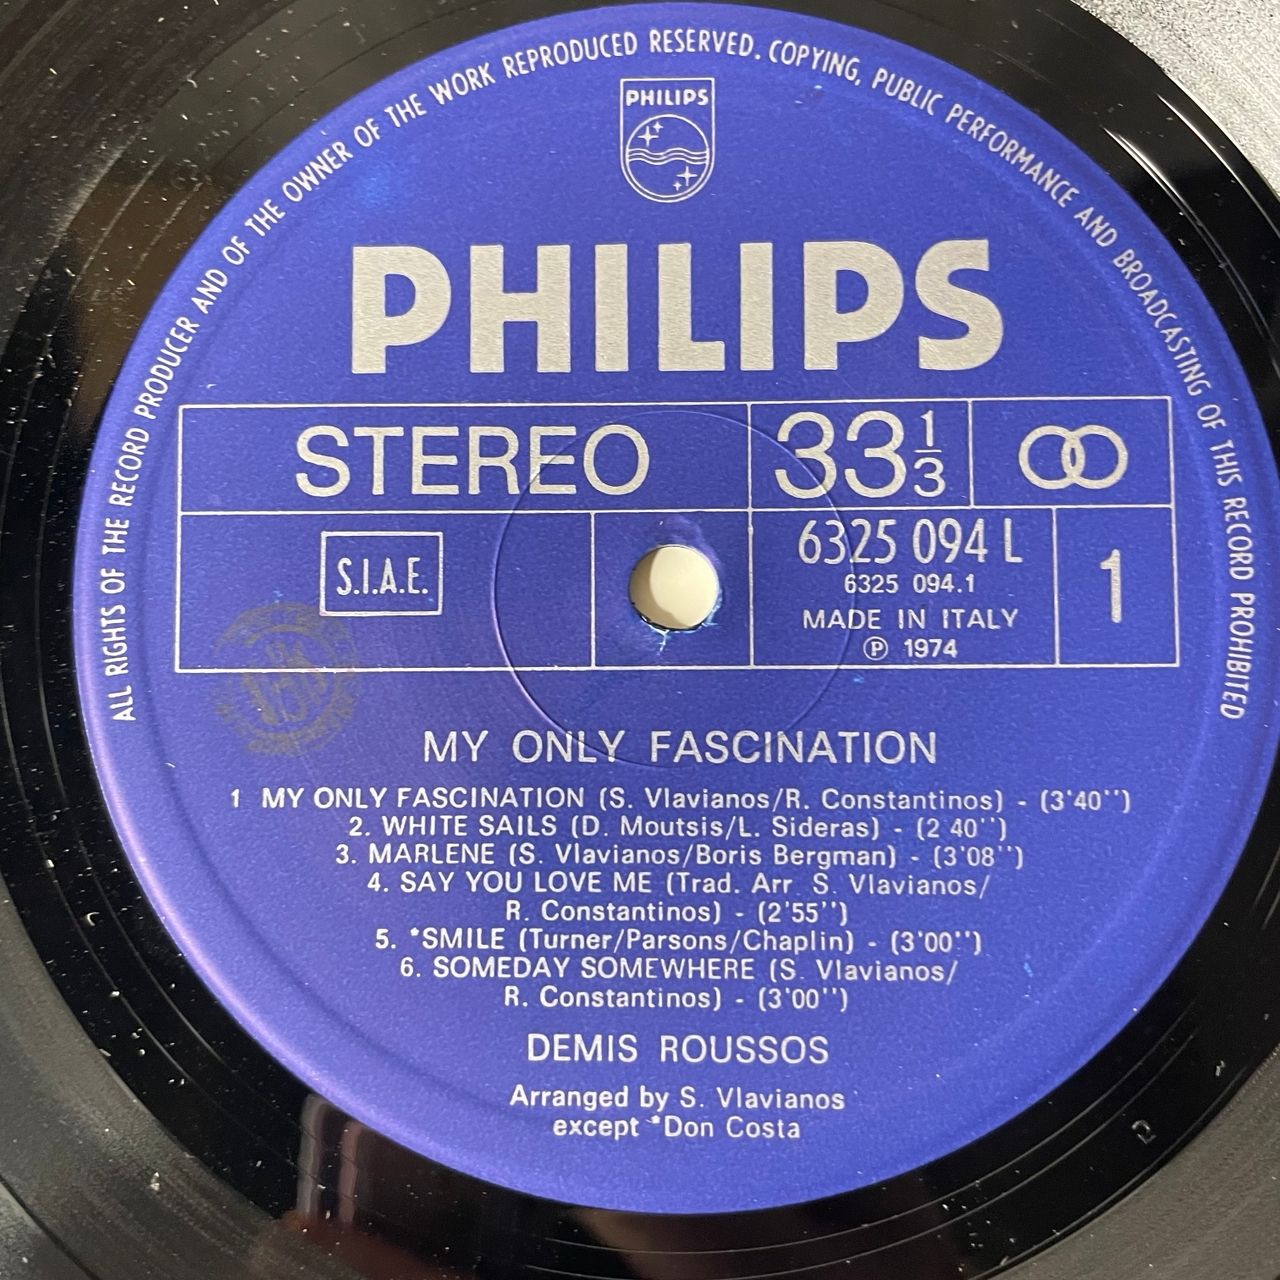 ALL RIGHTS OF THE RECORD PRODUCER AND OF THE OWNER OF THE WORK REPRODUCED RESERVED. COPYING, PUBLIC PERFORMANCE AND BROADCASTING OF THIS RECORD PROHIBITED
PHILIPS
PHILIPS
STEREO 33 1/3
S.I.A.E. 6325 094 L 1
6325 094.1
MADE IN ITALY
℗ 1974
MY ONLY FASCINATION
1 MY ONLY FASCINATION (S. Vlavianos/R. Constantinos) - (3'40'')
2. WHITE SAILS (D. Moutsis/L. Sideras) - (2 40'')
3. MARLENE (S. Vlavianos/Boris Bergman) - (3'08'')
4. SAY YOU LOVE ME (Trad. Arr. S. Vlavianos/
R. Constantinos) - (2'55'')
5. *SMILE (Turner/Parsons/Chaplin) - (3'00'')
6. SOMEDAY SOMEWHERE (S. Vlavianos/
R. Constantinos) - (3'00'')
DEMIS ROUSSOS
Arranged by S. Vlavianos
except *Don Costa